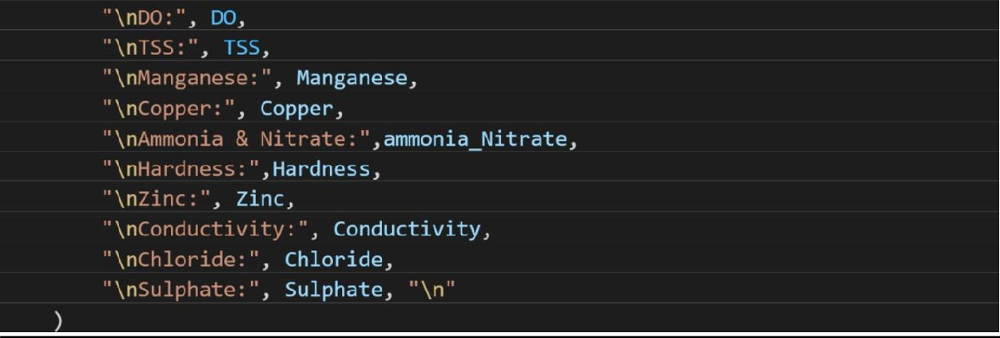 "\nDO:", DO,
"\nTSS:", TSS,
"\nManganese:", Manganese,
"\nCopper:", Copper,
"\nAmmonia & Nitrate:",ammonia_Nitrate,
"\nHardness:",Hardness,
"\nZinc:", Zinc,
"\nConductivity:", Conductivity,
"\nChloride:", Chloride,
"\nSulphate:", Sulphate, "\n"
)